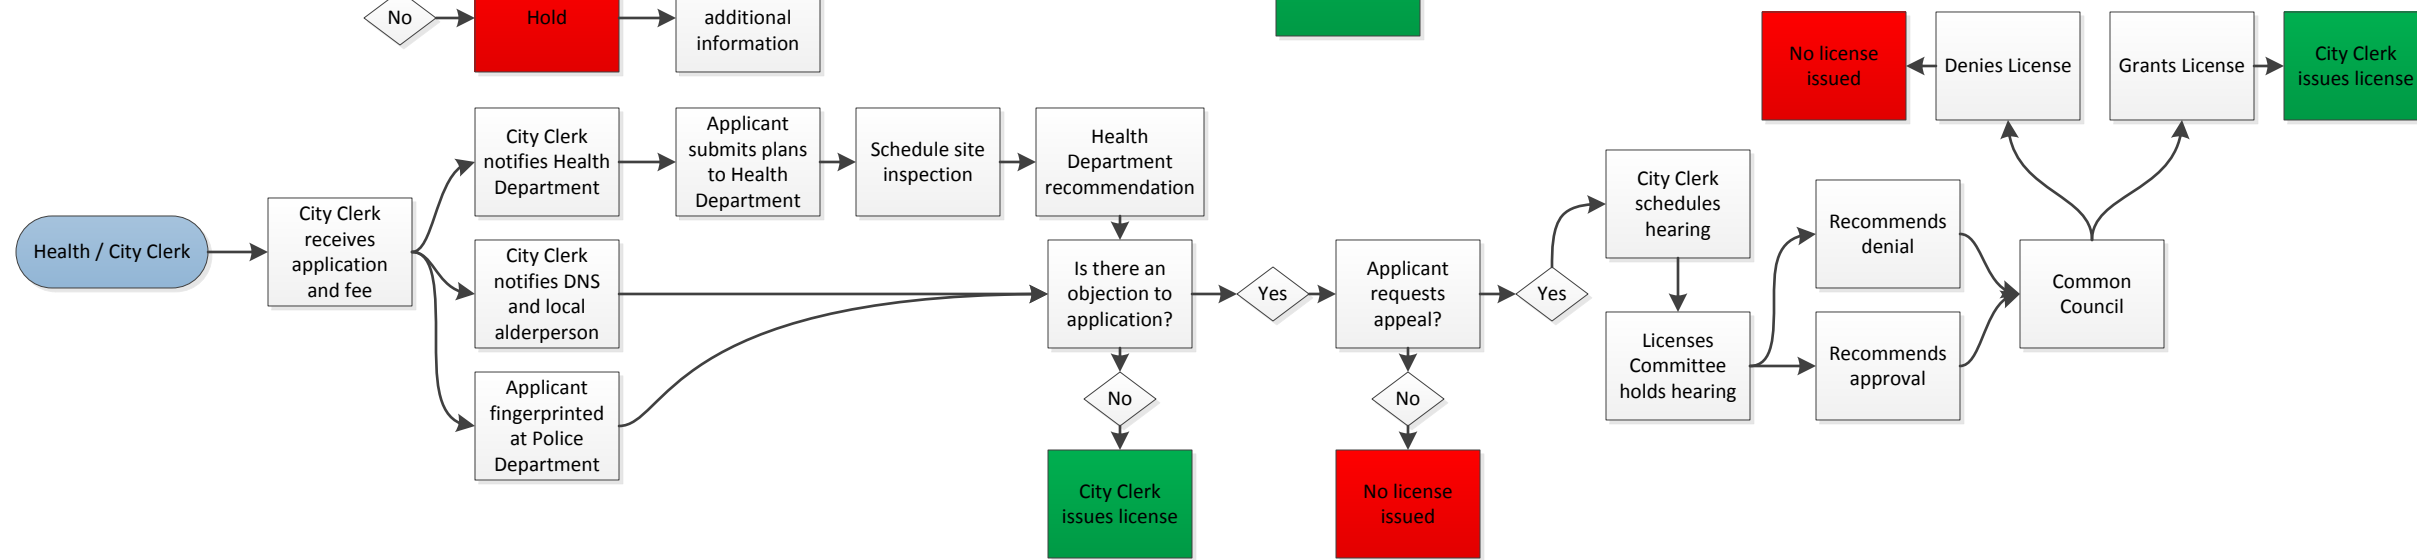 No
Hold
additional
information
No license
issued
Denies License
Grants License
City Clerk
issues license
City Clerk
notifies Health
Department
Applicant
submits plans
to Health
Department
Schedule site
inspection
Health
Department
recommendation
Health / City Clerk
City Clerk
receives
application
and fee
City Clerk
notifies DNS
and local
alderperson
Applicant
fingerprinted
at Police
Department
Is there an
objection to
application?
Yes
No
City Clerk
issues license
Applicant
requests
appeal?
Yes
No
No license
issued
City Clerk
schedules
hearing
Licenses
Committee
holds hearing
Recommends
denial
Recommends
approval
Common
Council